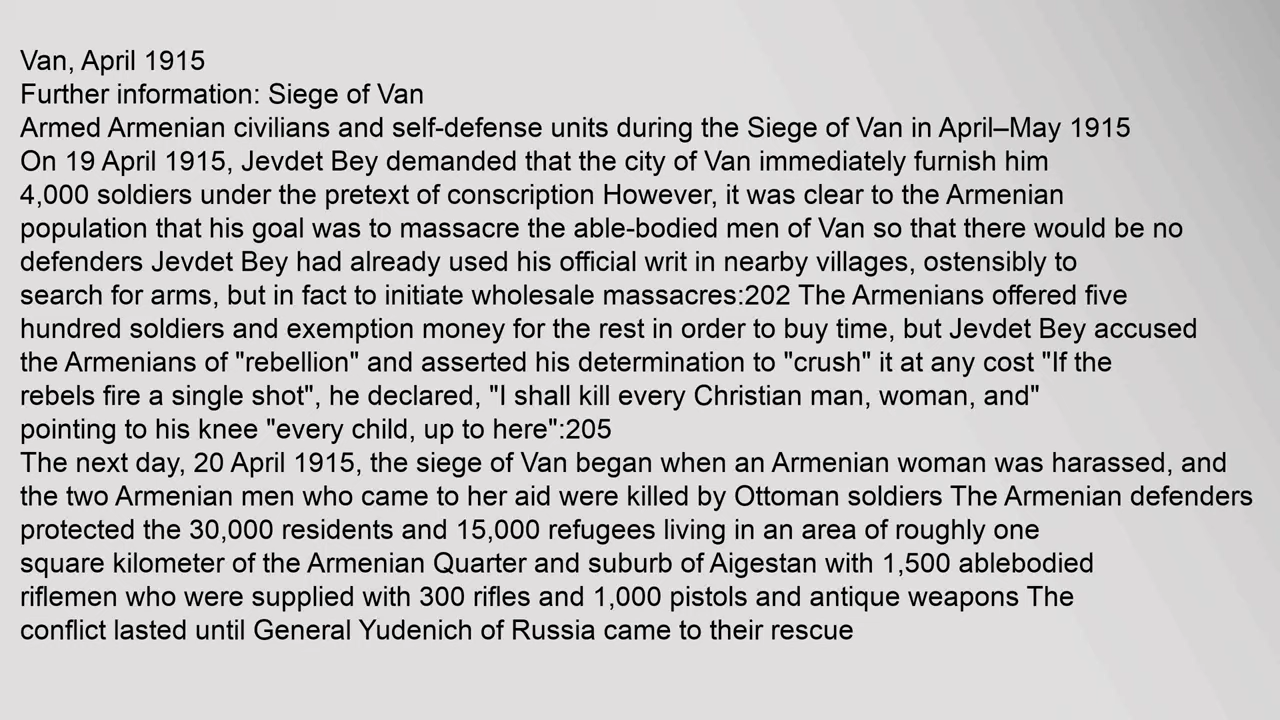 Van, April 1915
Further information: Siege of Van
Armed Armenian civilians and self-defense units during the Siege of Van in April–May 1915
On 19 April 1915, Jevdet Bey demanded that the city of Van immediately furnish him
4,000 soldiers under the pretext of conscription However, it was clear to the Armenian
population that his goal was to massacre the able-bodied men of Van so that there would be no
defenders Jevdet Bey had already used his official writ in nearby villages, ostensibly to
search for arms, but in fact to initiate wholesale massacres:202 The Armenians offered five
hundred soldiers and exemption money for the rest in order to buy time, but Jevdet Bey accused
the Armenians of "rebellion" and asserted his determination to "crush" it at any cost "If the
rebels fire a single shot", he declared, "I shall kill every Christian man, woman, and"
pointing to his knee "every child, up to here":205
The next day, 20 April 1915, the siege of Van began when an Armenian woman was harassed, and
the two Armenian men who came to her aid were killed by Ottoman soldiers The Armenian defenders
protected the 30,000 residents and 15,000 refugees living in an area of roughly one
square kilometer of the Armenian Quarter and suburb of Aigestan with 1,500 ablebodied
riflemen who were supplied with 300 rifles and 1,000 pistols and antique weapons The
conflict lasted until General Yudenich of Russia came to their rescue